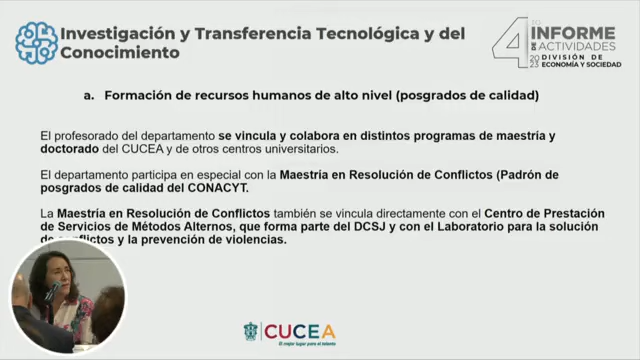 Investigación y Transferencia Tecnológica y del
Conocimiento
4TO INFORME
DE ACTIVIDADES
2023 DIVISIÓN DE
ECONOMÍA Y SOCIEDAD
a. Formación de recursos humanos de alto nivel (posgrados de calidad)
El profesorado del departamento se vincula y colabora en distintos programas de maestría y
doctorado del CUCEA y de otros centros universitarios.
El departamento participa en especial con la Maestría en Resolución de Conflictos (Padrón de
posgrados de calidad del CONACYT.
La Maestría en Resolución de Conflictos también se vincula directamente con el Centro de Prestación
de Servicios de Métodos Alternos, que forma parte del DCSJ y con el Laboratorio para la solución
de conflictos y la prevención de violencias.
CUCEA
El mejor lugar para el talento